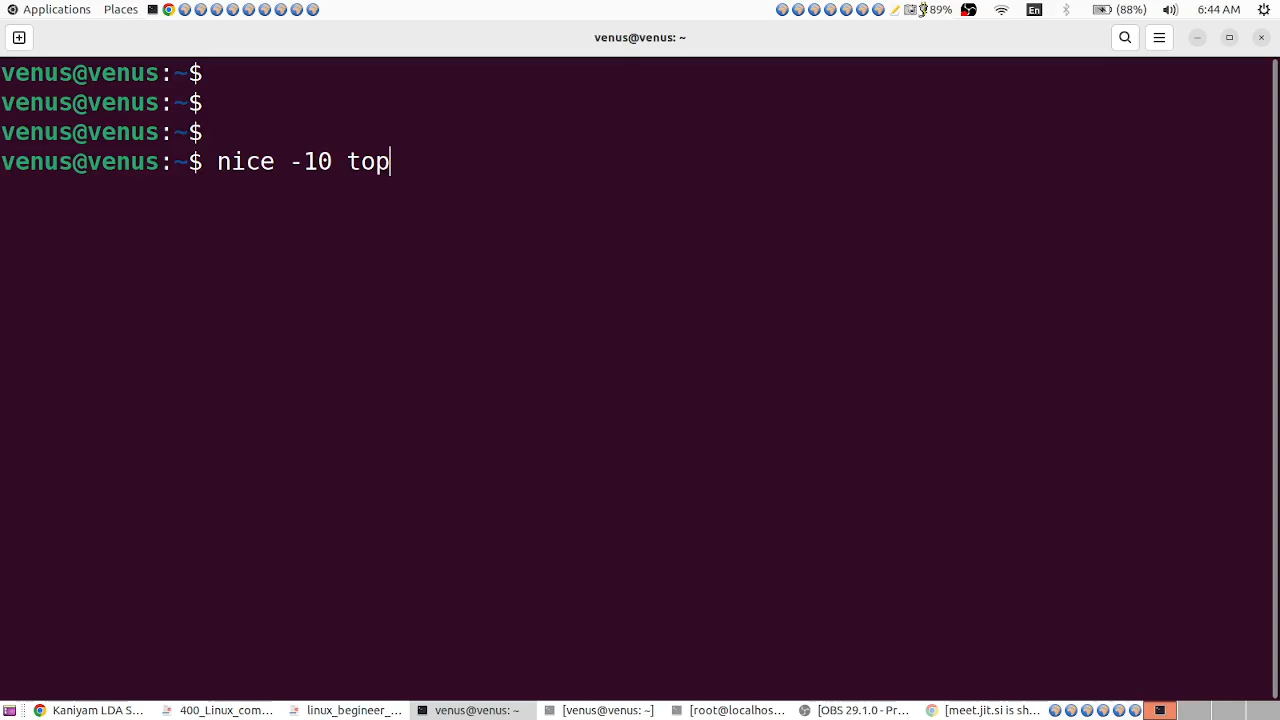 Applications Places 89% En (88%) 6:44 AM
venus@venus: ~
venus@venus:~$
venus@venus:~$
venus@venus:~$
venus@venus:~$ nice -10 top
Kaniyam LDA S... 400_Linux_com... linux_begineer_... venus@venus: ~ [venus@venus: ~] [root@localhos... [OBS 29.1.0 - Pr... [meet.jit.si is sh...